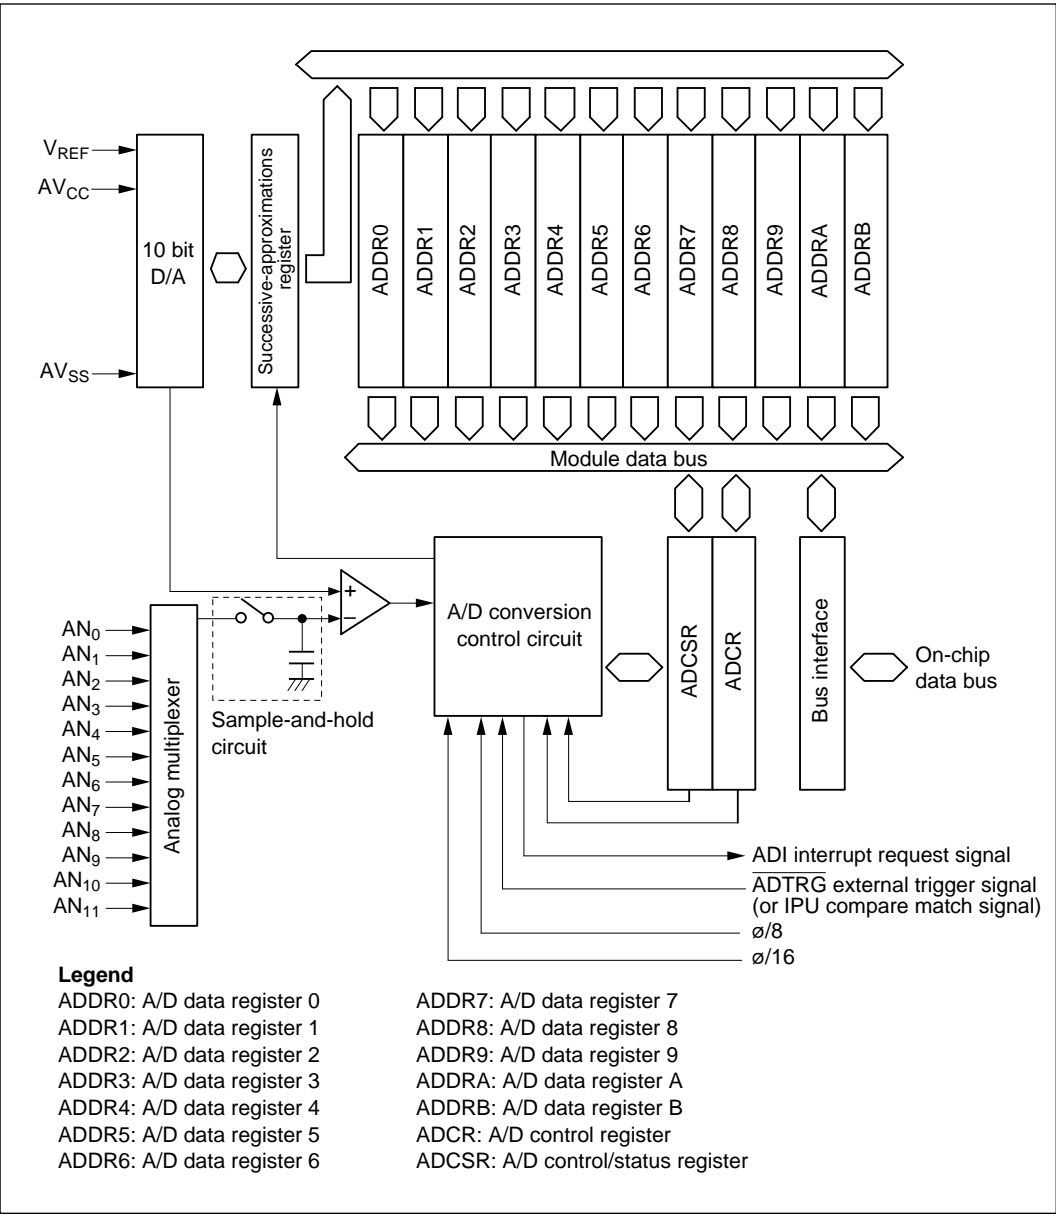 VREF
AVCC
AVSS
10 bit
D/A
Successive-approximations
register
ADDR0
ADDR1
ADDR2
ADDR3
ADDR4
ADDR5
ADDR6
ADDR7
ADDR8
ADDR9
ADDRA
ADDRB
Module data bus
+
−
A/D conversion
control circuit
ADCSR
ADCR
Bus interface
On-chip
data bus
AN0
AN1
AN2
AN3
AN4
AN5
AN6
AN7
AN8
AN9
AN10
AN11
Analog multiplexer
Sample-and-hold
circuit
ADI interrupt request signal
ADTRG external trigger signal
(or IPU compare match signal)
ø/8
ø/16
Legend
ADDR0: A/D data register 0
ADDR1: A/D data register 1
ADDR2: A/D data register 2
ADDR3: A/D data register 3
ADDR4: A/D data register 4
ADDR5: A/D data register 5
ADDR6: A/D data register 6
ADDR7: A/D data register 7
ADDR8: A/D data register 8
ADDR9: A/D data register 9
ADDRA: A/D data register A
ADDRB: A/D data register B
ADCR: A/D control register
ADCSR: A/D control/status register